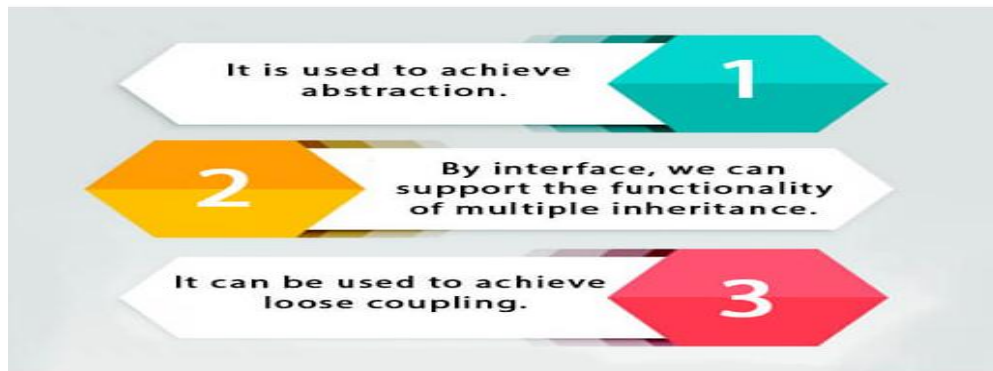 It is used to achieve
abstraction.
1
2
By interface, we can
support the functionality
of multiple inheritance.
It can be used to achieve
loose coupling.
3